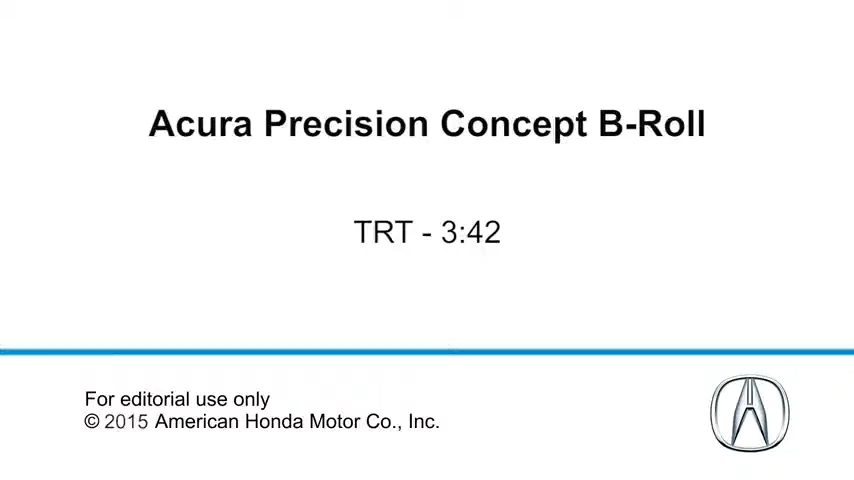 Acura Precision Concept B-Roll
TRT - 3:42
For editorial use only
© 2015 American Honda Motor Co., Inc.